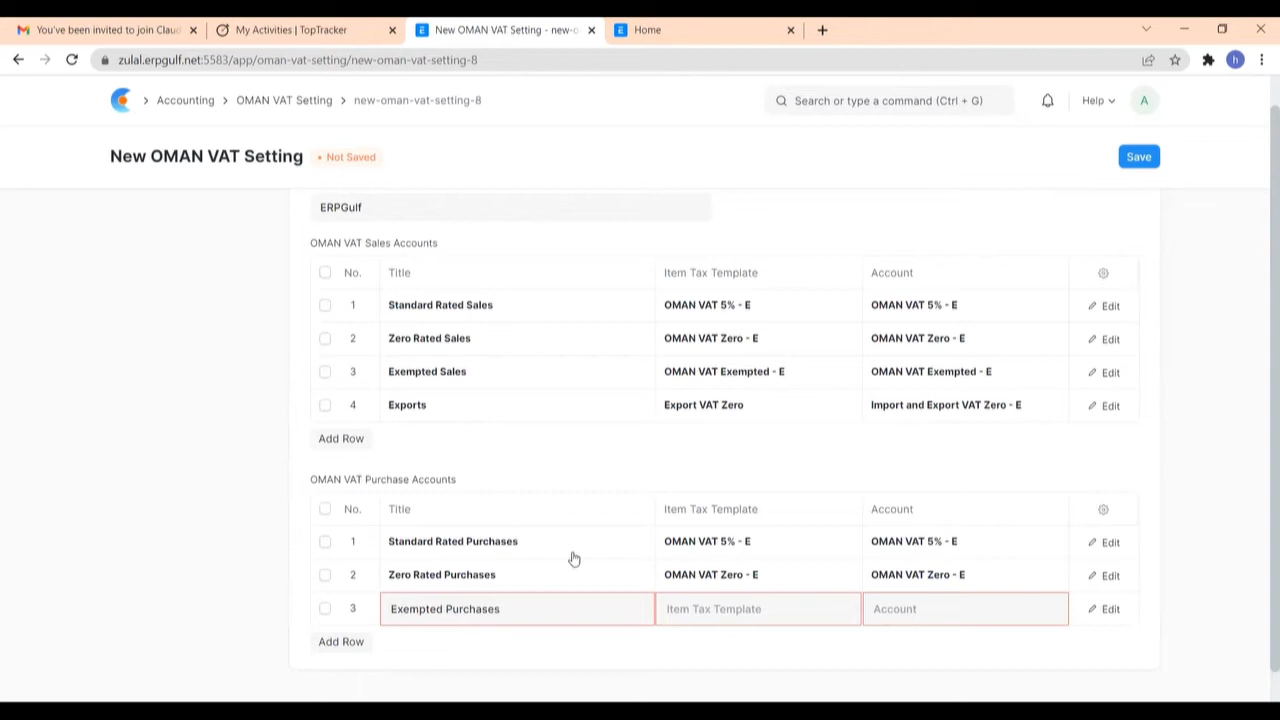 You've been invited to join Claud
My Activities | TopTracker
New OMAN VAT Setting - new-o
Home
zulal.erpgulf.net:5583/app/oman-vat-setting/new-oman-vat-setting-8
h
Accounting > OMAN VAT Setting > new-oman-vat-setting-8
Search or type a command (Ctrl + G)
Help
A
New OMAN VAT Setting
• Not Saved
Save
ERPGulf
OMAN VAT Sales Accounts
No. Title Item Tax Template Account
1 Standard Rated Sales OMAN VAT 5% - E OMAN VAT 5% - E Edit
2 Zero Rated Sales OMAN VAT Zero - E OMAN VAT Zero - E Edit
3 Exempted Sales OMAN VAT Exempted - E OMAN VAT Exempted - E Edit
4 Exports Export VAT Zero Import and Export VAT Zero - E Edit
Add Row
OMAN VAT Purchase Accounts
No. Title Item Tax Template Account
1 Standard Rated Purchases OMAN VAT 5% - E OMAN VAT 5% - E Edit
2 Zero Rated Purchases OMAN VAT Zero - E OMAN VAT Zero - E Edit
3 Exempted Purchases Item Tax Template Account Edit
Add Row